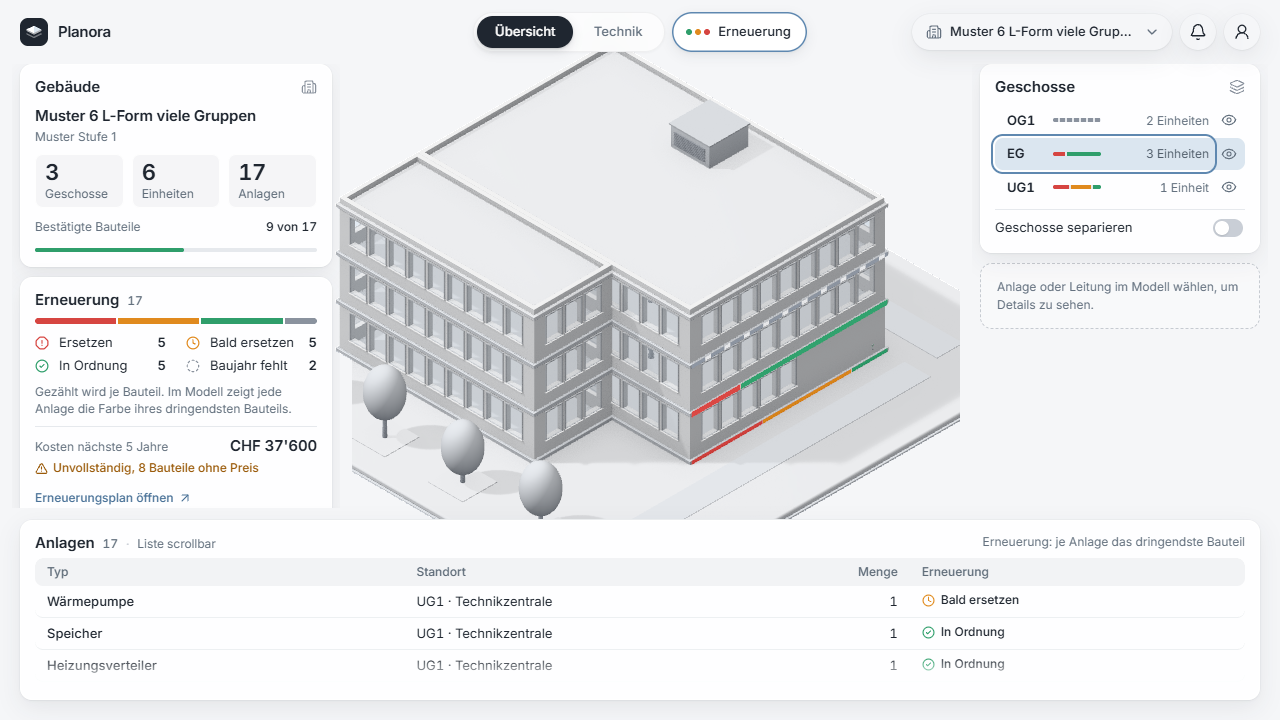 Planora
Übersicht
Technik
Erneuerung
Muster 6 L-Form viele Grup...
Gebäude
Muster 6 L-Form viele Gruppen
Muster Stufe 1
3
Geschosse
6
Einheiten
17
Anlagen
Bestätigte Bauteile
9 von 17
Erneuerung 17
Ersetzen 5
Bald ersetzen 5
In Ordnung 5
Baujahr fehlt 2
Gezählt wird je Bauteil. Im Modell zeigt jede
Anlage die Farbe ihres dringendsten Bauteils.
Kosten nächste 5 Jahre CHF 37'600
Unvollständig, 8 Bauteile ohne Preis
Erneuerungsplan öffnen
Geschosse
OG1 2 Einheiten
EG 3 Einheiten
UG1 1 Einheit
Geschosse separieren
Anlage oder Leitung im Modell wählen, um
Details zu sehen.
Anlagen 17 · Liste scrollbar
Erneuerung: je Anlage das dringendste Bauteil
Typ Standort Menge Erneuerung
Wärmepumpe UG1 · Technikzentrale 1 Bald ersetzen
Speicher UG1 · Technikzentrale 1 In Ordnung
Heizungsverteiler UG1 · Technikzentrale 1 In Ordnung